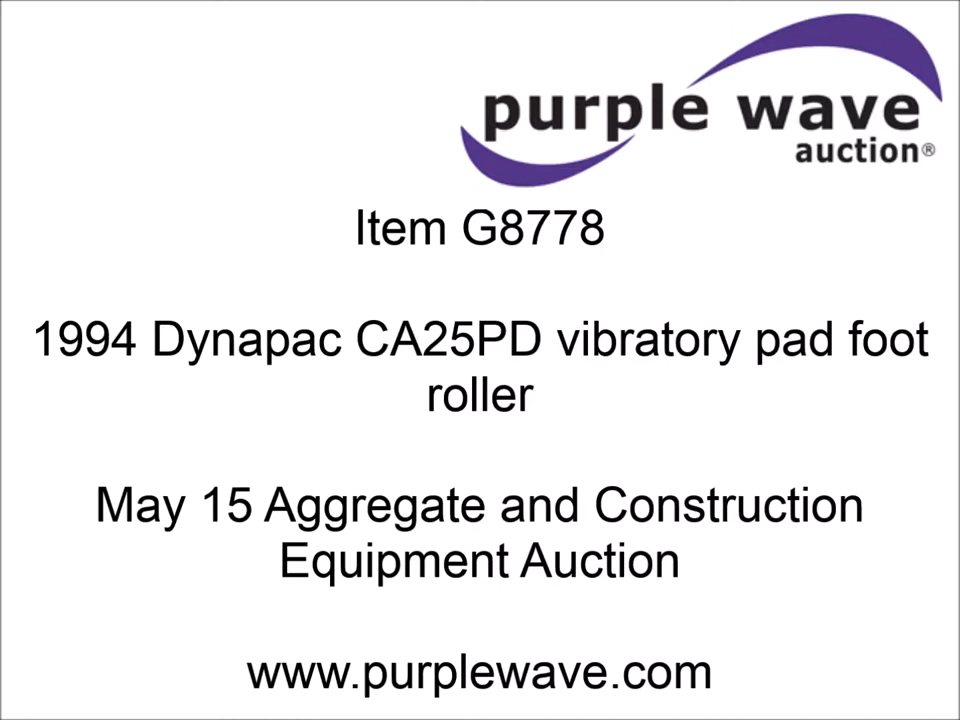 purple wave
auction®
Item G8778
1994 Dynapac CA25PD vibratory pad foot
roller
May 15 Aggregate and Construction
Equipment Auction
www.purplewave.com